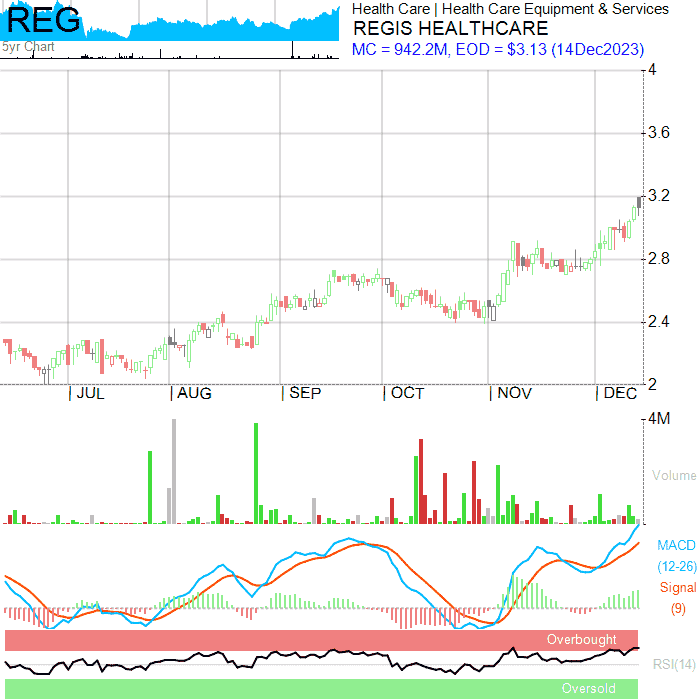 REG
5yr Chart
Health Care | Health Care Equipment & Services
REGIS HEALTHCARE
MC = 942.2M, EOD = $3.13 (14Dec2023)
4
3.6
3.2
2.8
2.4
2
JUL
AUG
SEP
OCT
NOV
DEC
4M
Volume
MACD
(12-26)
Signal
(9)
Overbought
RSI(14)
Oversold